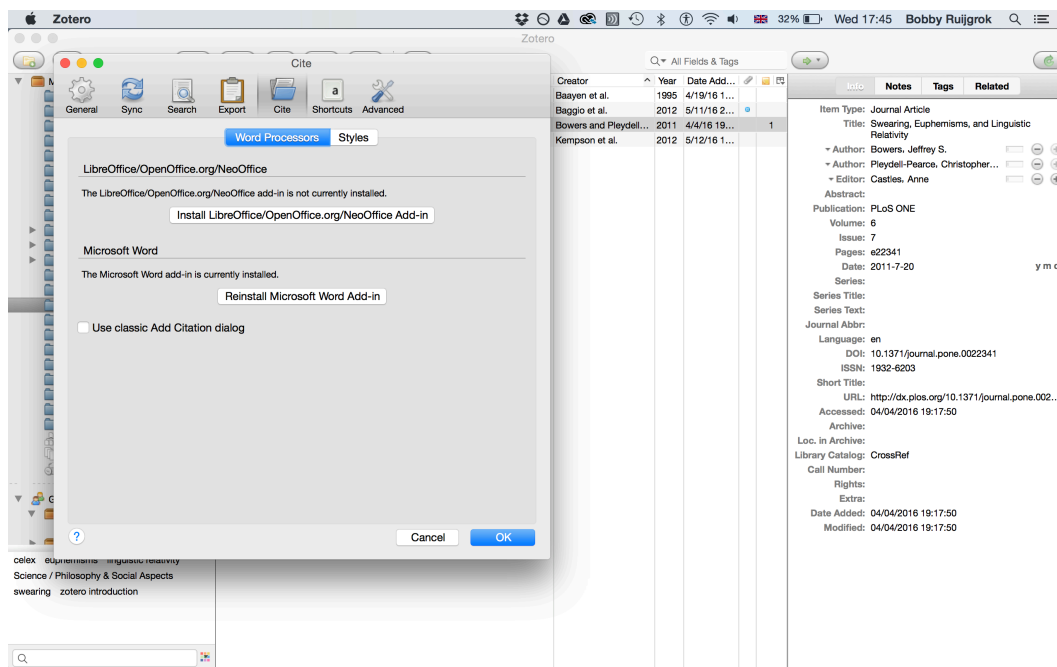 Zotero
32%
Wed 17:45
Bobby Ruijgrok
Zotero
Cite
General
Sync
Search
Export
Cite
a
Shortcuts
Advanced
Word Processors
Styles
LibreOffice/OpenOffice.org/NeoOffice
The LibreOffice/OpenOffice.org/NeoOffice add-in is not currently installed.
Install LibreOffice/OpenOffice.org/NeoOffice Add-in
Microsoft Word
The Microsoft Word add-in is currently installed.
Reinstall Microsoft Word Add-in
Use classic Add Citation dialog
?
Cancel
OK
celex euphemisms linguistic relativity
Science / Philosophy & Social Aspects
swearing zotero introduction
All Fields & Tags
Creator Year Date Add...
Baayen et al. 1995 4/19/16 1...
Baggio et al. 2012 5/11/16 2...
Bowers and Pleydell... 2011 4/4/16 19... 1
Kempson et al. 2012 5/12/16 1...
Info Notes Tags Related
Item Type: Journal Article
Title: Swearing, Euphemisms, and Linguistic
Relativity
Author: Bowers, Jeffrey S.
Author: Pleydell-Pearce, Christopher...
Editor: Castles, Anne
Abstract:
Publication: PLoS ONE
Volume: 6
Issue: 7
Pages: e22341
Date: 2011-7-20 y m d
Series:
Series Title:
Series Text:
Journal Abbr:
Language: en
DOI: 10.1371/journal.pone.0022341
ISSN: 1932-6203
Short Title:
URL: http://dx.plos.org/10.1371/journal.pone.002...
Accessed: 04/04/2016 19:17:50
Archive:
Loc. in Archive:
Library Catalog: CrossRef
Call Number:
Rights:
Extra:
Date Added: 04/04/2016 19:17:50
Modified: 04/04/2016 19:17:50